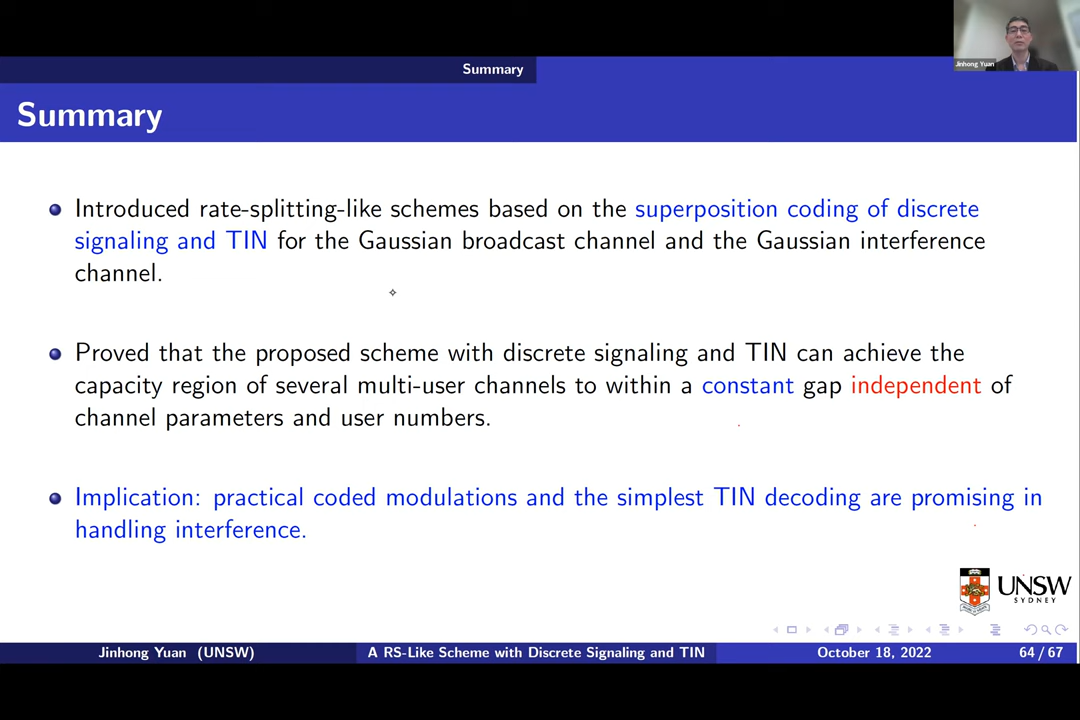 Jinhong Yuan
Summary
Summary
Introduced rate-splitting-like schemes based on the superposition coding of discrete
signaling and TIN for the Gaussian broadcast channel and the Gaussian interference
channel.
Proved that the proposed scheme with discrete signaling and TIN can achieve the
capacity region of several multi-user channels to within a constant gap independent of
channel parameters and user numbers.
Implication: practical coded modulations and the simplest TIN decoding are promising in
handling interference.
UNSW
SYDNEY
Jinhong Yuan (UNSW) A RS-Like Scheme with Discrete Signaling and TIN October 18, 2022 64 / 67